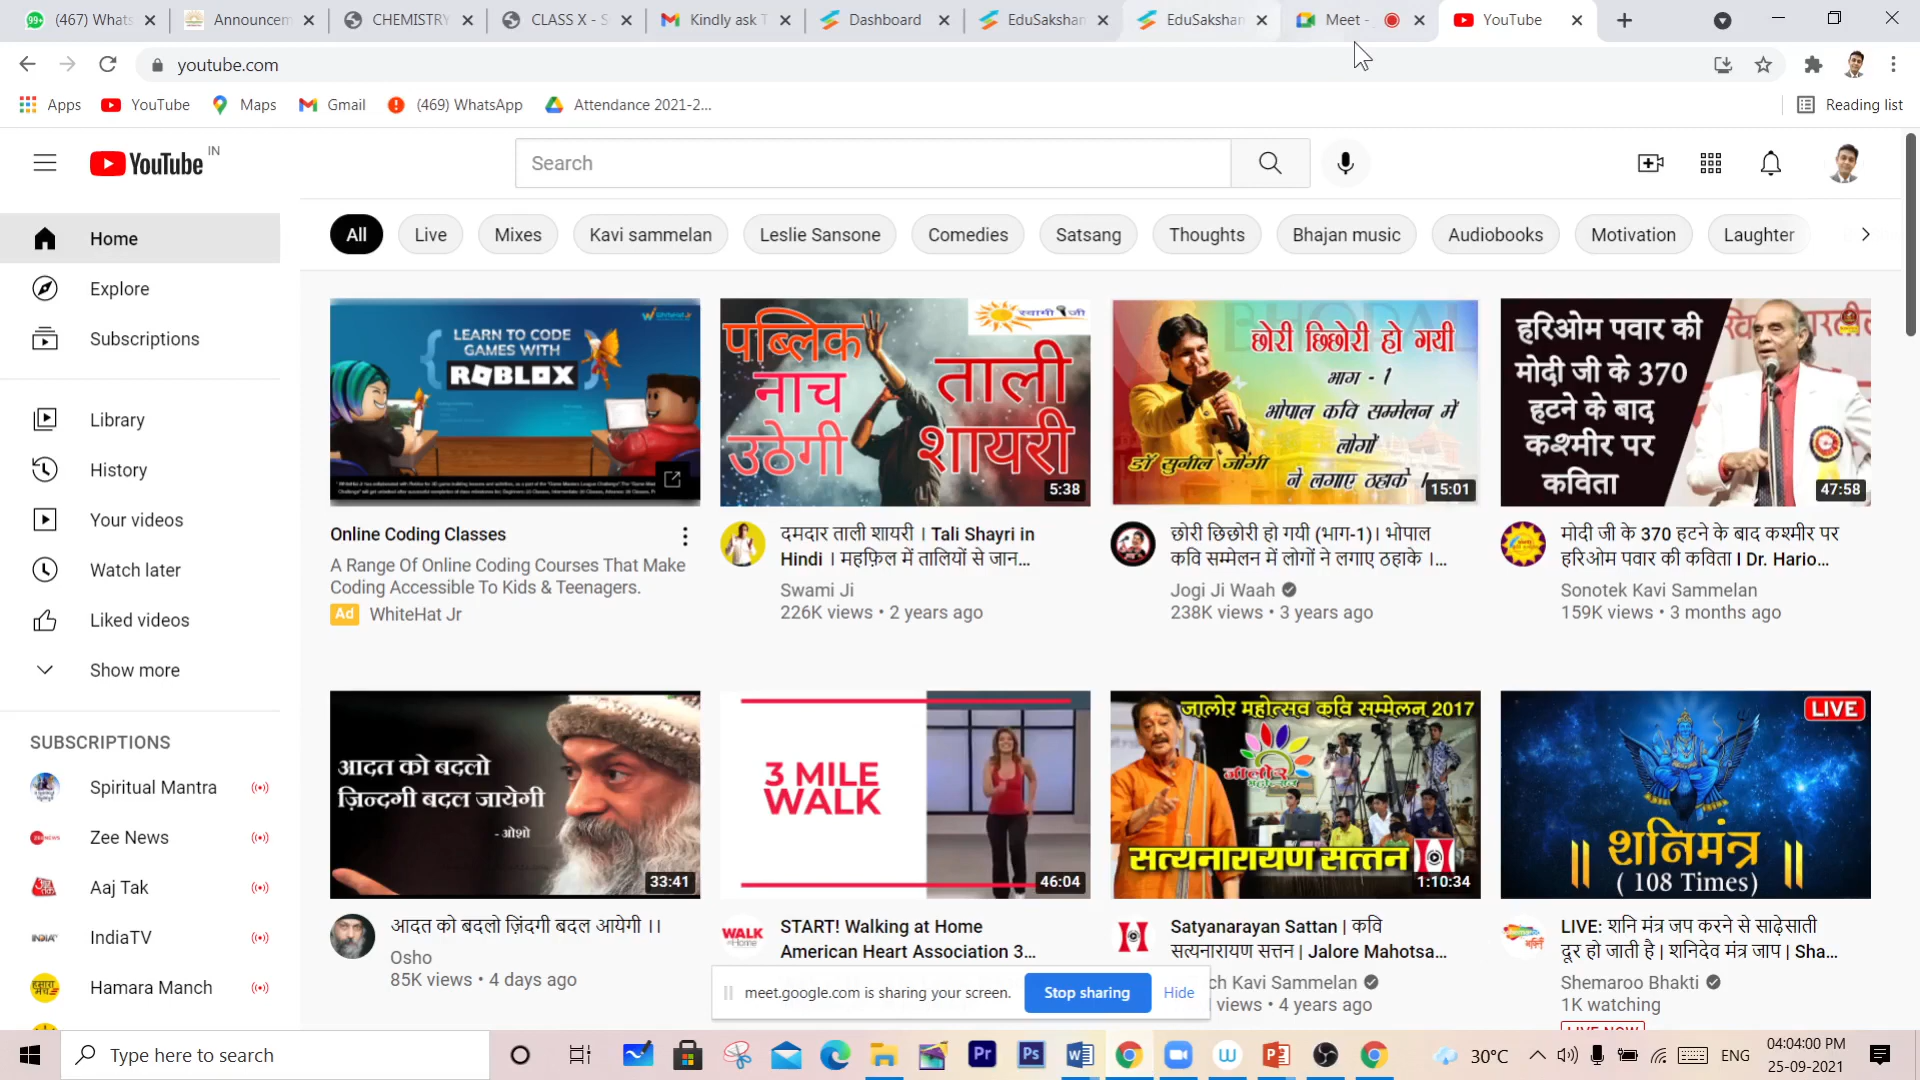 (467) Whats
Announcem
CHEMISTRY
CLASS X - S
Kindly ask T
Dashboard
EduSakshan
EduSakshan
Meet -
YouTube
youtube.com
Apps
YouTube
Maps
Gmail
(469) WhatsApp
Attendance 2021-2...
Reading list
YouTube IN
Search
All
Live
Mixes
Kavi sammelan
Leslie Sansone
Comedies
Satsang
Thoughts
Bhajan music
Audiobooks
Motivation
Laughter
Home
Explore
Subscriptions
Library
History
Your videos
Watch later
Liked videos
Show more
SUBSCRIPTIONS
Spiritual Mantra
Zee News
Aaj Tak
IndiaTV
Hamara Manch
WhiteHat Jr
LEARN TO CODE
GAMES WITH
ROBLOX
Online Coding Classes
A Range Of Online Coding Courses That Make
Coding Accessible To Kids & Teenagers.
Ad WhiteHat Jr
स्वामी जी
पब्लिक
नाच
उठेगी
ताली
शायरी
5:38
दमदार ताली शायरी । Tali Shayri in
Hindi । महफ़िल में तालियों से जान...
Swami Ji
226K views • 2 years ago
BHOPAL
छोरी छिछोरी हो गयी
भाग - 1
भोपाल कवि सम्मेलन में
लोगों
ने लगाए ठहाके ।
डॉ सुनील जोगी
15:01
छोरी छिछोरी हो गयी (भाग-1)। भोपाल
कवि सम्मेलन में लोगों ने लगाए ठहाके ।...
Jogi Ji Waah
238K views • 3 years ago
हरिओम पवार की
मोदी जी के 370
हटने के बाद
कश्मीर पर
कविता
47:58
मोदी जी के 370 हटने के बाद कश्मीर पर
हरिओम पवार की कविता I Dr. Hario...
Sonotek Kavi Sammelan
159K views • 3 months ago
आदत को बदलो
ज़िन्दगी बदल जायेगी
- ओशो
33:41
आदत को बदलो ज़िंदगी बदल आयेगी ।।
Osho
85K views • 4 days ago
3 MILE
WALK
46:04
WALK
at Home
START! Walking at Home
American Heart Association 3...
जालोर महोत्सव कवि सम्मेलन 2017
जालोर
महोत्सव
सत्यनारायण सत्तन
1:10:34
Satyanarayan Sattan | कवि
सत्यनारायण सत्तन | Jalore Mahotsa...
ch Kavi Sammelan
views • 4 years ago
LIVE
॥ शनिमंत्र ॥
( 108 Times)
LIVE: शनि मंत्र जप करने से साढ़ेसाती
दूर हो जाती है | शनिदेव मंत्र जाप | Sha...
Shemaroo Bhakti
1K watching
LIVE NOW
meet.google.com is sharing your screen.
Stop sharing
Hide
Type here to search
30°C
ENG
04:04:00 PM
25-09-2021